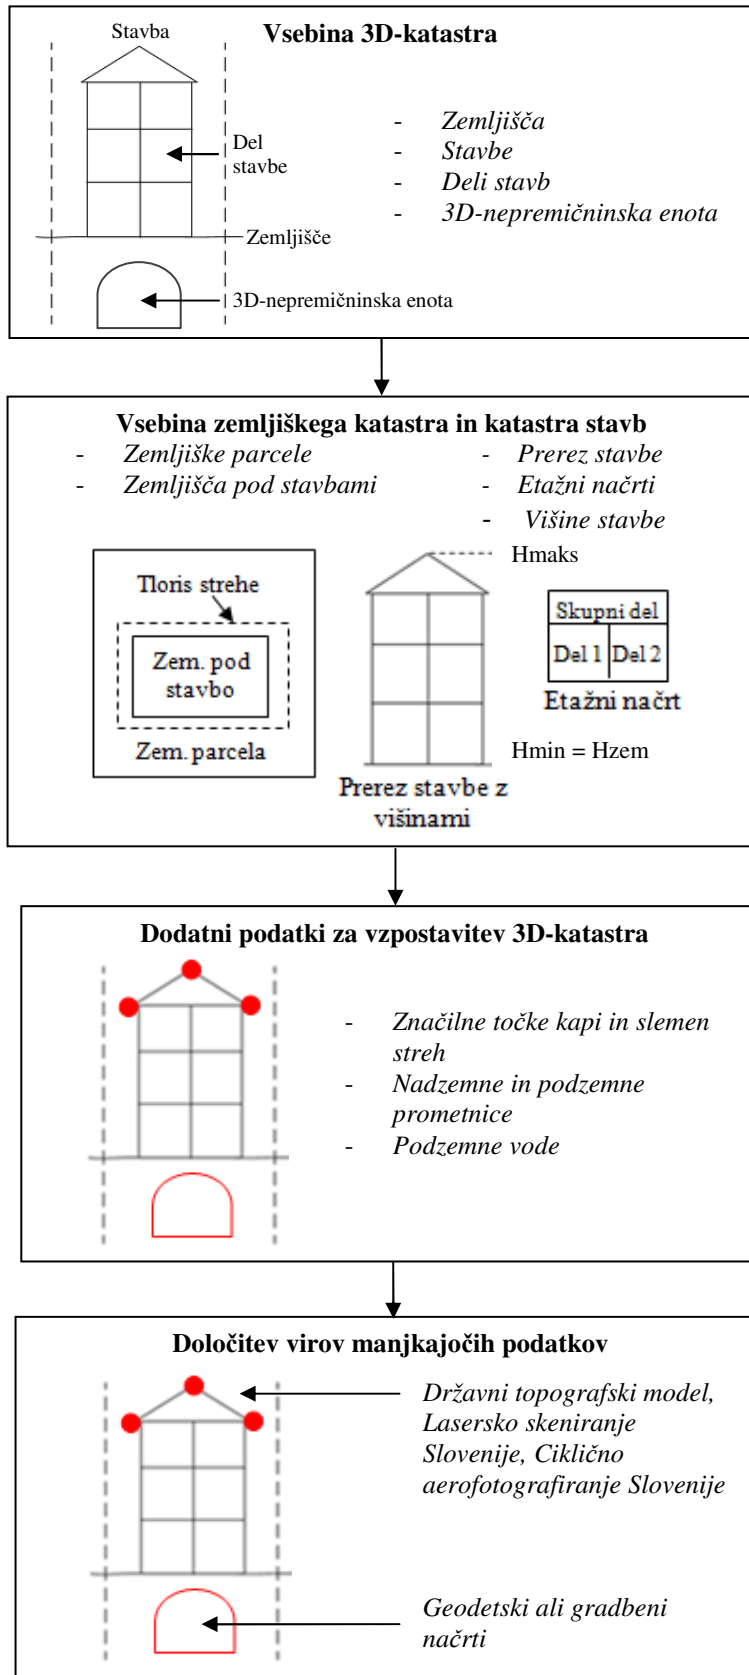 Vsebina 3D-katastra
Stavba
Del
stavbe
Zemljišče
3D-nepremičninska enota
- Zemljišča
- Stavbe
- Deli stavb
- 3D-nepremičninska enota
Vsebina zemljiškega katastra in katastra stavb
- Zemljiške parcele
- Zemljišča pod stavbami
- Prerez stavbe
- Etažni načrti
- Višine stavbe
Tloris strehe
Zem. pod
stavbo
Zem. parcela
Hmaks
Hmin = Hzem
Prerez stavbe z
višinami
Skupni del
Del 1 Del 2
Etažni načrt
Dodatni podatki za vzpostavitev 3D-katastra
- Značilne točke kapi in slemen
streh
- Nadzemne in podzemne
prometnice
- Podzemne vode
Določitev virov manjkajočih podatkov
Državni topografski model,
Lasersko skeniranje
Slovenije, Ciklično
aerofotografiranje Slovenije
Geodetski ali gradbeni
načrti